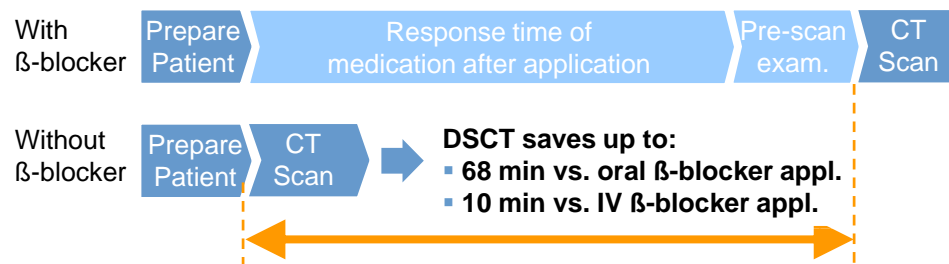 With
ß-blocker
Prepare
Patient
Response time of
medication after application
Pre-scan
exam.
CT
Scan
Without
ß-blocker
Prepare
Patient
CT
Scan
DSCT saves up to:
▪ 68 min vs. oral ß-blocker appl.
▪ 10 min vs. IV ß-blocker appl.